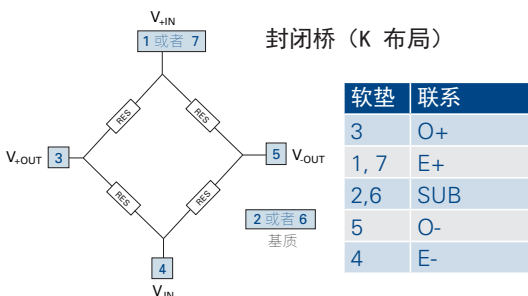 V+IN
1 或者 7
封闭桥（K 布局）
RES
RES
V+OUT
3
5
V-OUT
RES
RES
2 或者 6
基质
4
V-IN
软垫 联系
3 O+
1, 7 E+
2,6 SUB
5 O-
4 E-